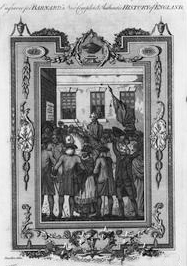 Engraved for BARNARD's New Complete & Authentic HISTORY of ENGLAND.